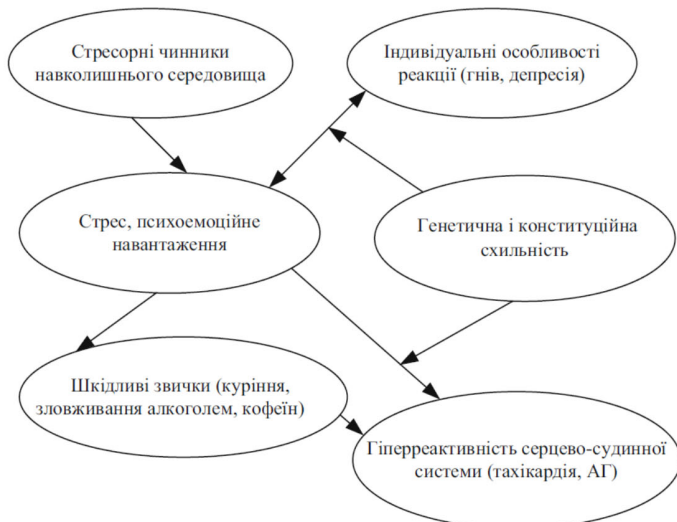 Стресорні чинники
навколишнього середовища
Індивідуальні особливості
реакції (гнів, депресія)
Стрес, психоемоційне
навантаження
Генетична і конституційна
схильність
Шкідливі звички (куріння,
зловживання алкоголем, кофеїн)
Гіперреактивність серцево-судинної
системи (тахікардія, АГ)